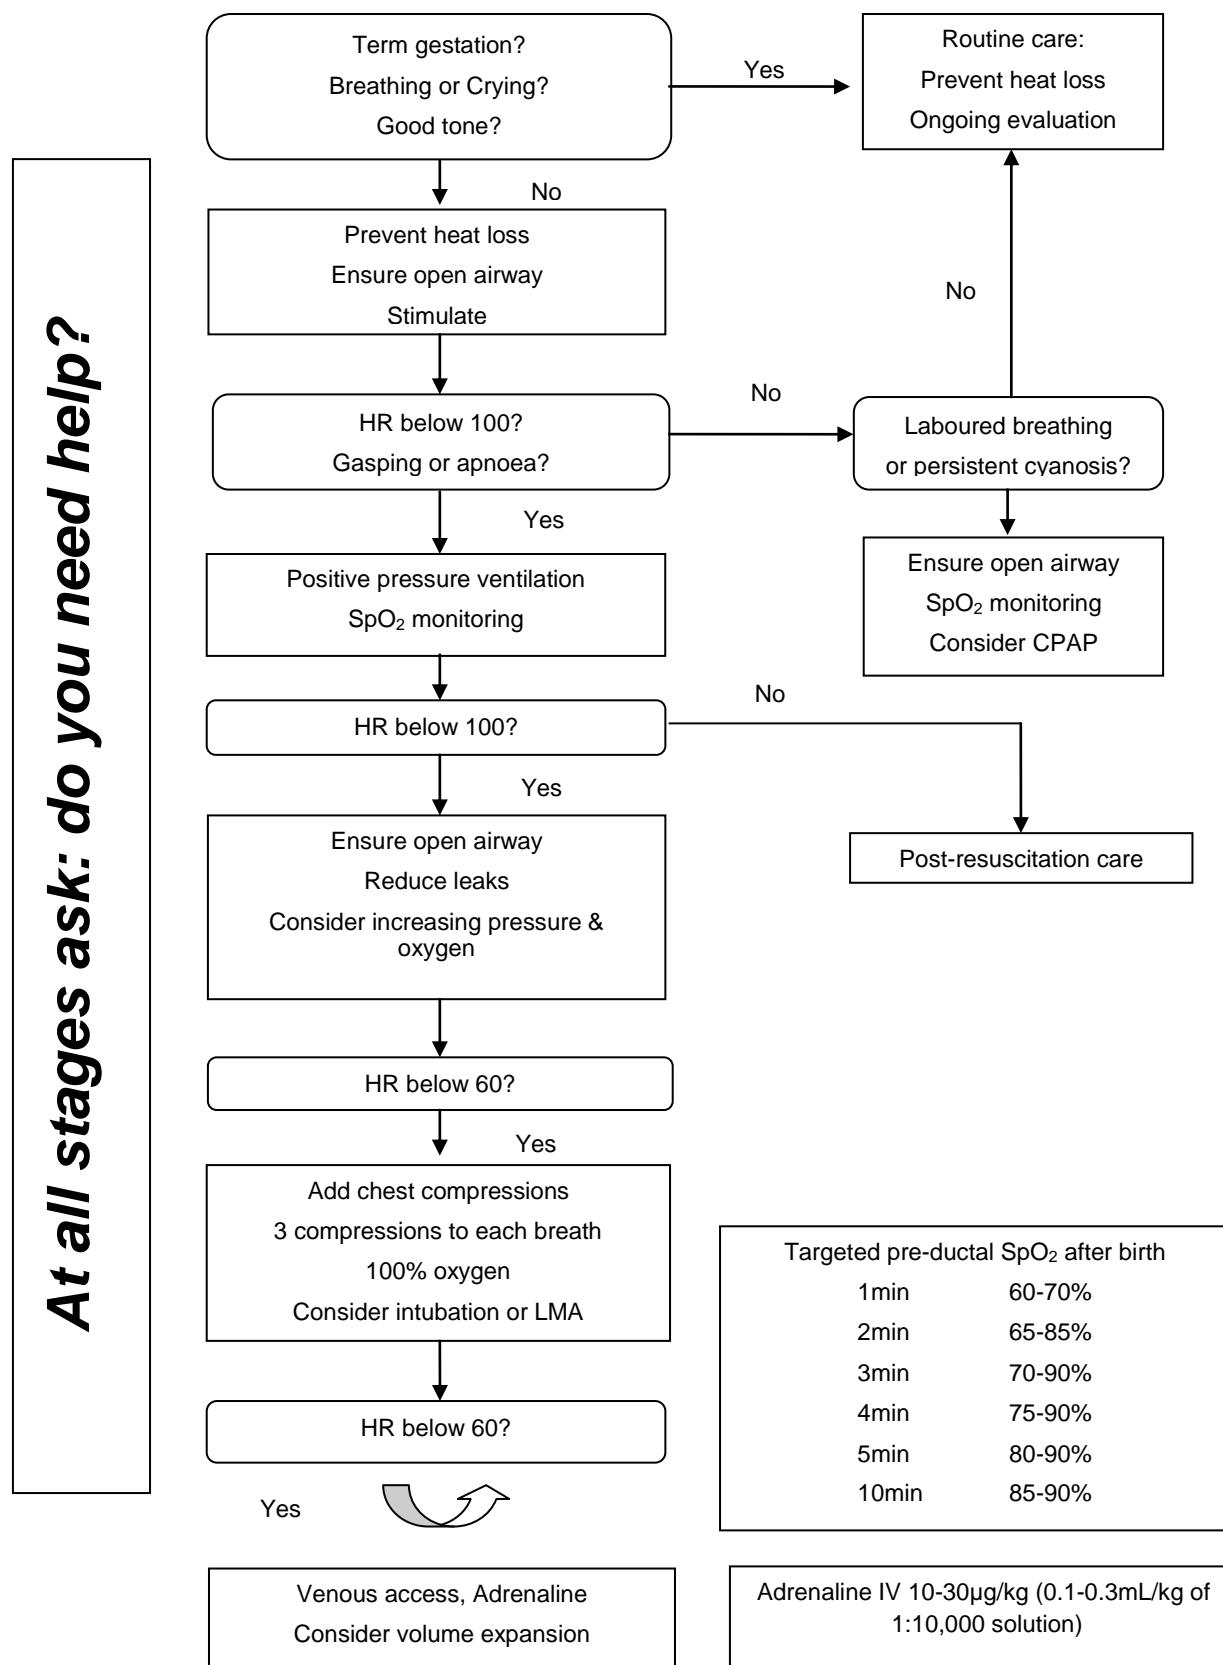 At all stages ask: do you need help?
Term gestation?
Breathing or Crying?
Good tone?
Yes
Routine care:
Prevent heat loss
Ongoing evaluation
No
Prevent heat loss
Ensure open airway
Stimulate
No
HR below 100?
Gasping or apnoea?
No
Laboured breathing
or persistent cyanosis?
Yes
Positive pressure ventilation
SpO₂ monitoring
Ensure open airway
SpO₂ monitoring
Consider CPAP
HR below 100?
No
Yes
Ensure open airway
Reduce leaks
Consider increasing pressure &
oxygen
Post-resuscitation care
HR below 60?
Yes
Add chest compressions
3 compressions to each breath
100% oxygen
Consider intubation or LMA
HR below 60?
Yes
Targeted pre-ductal SpO₂ after birth
1min 60-70%
2min 65-85%
3min 70-90%
4min 75-90%
5min 80-90%
10min 85-90%
Venous access, Adrenaline
Consider volume expansion
Adrenaline IV 10-30µg/kg (0.1-0.3mL/kg of
1:10,000 solution)